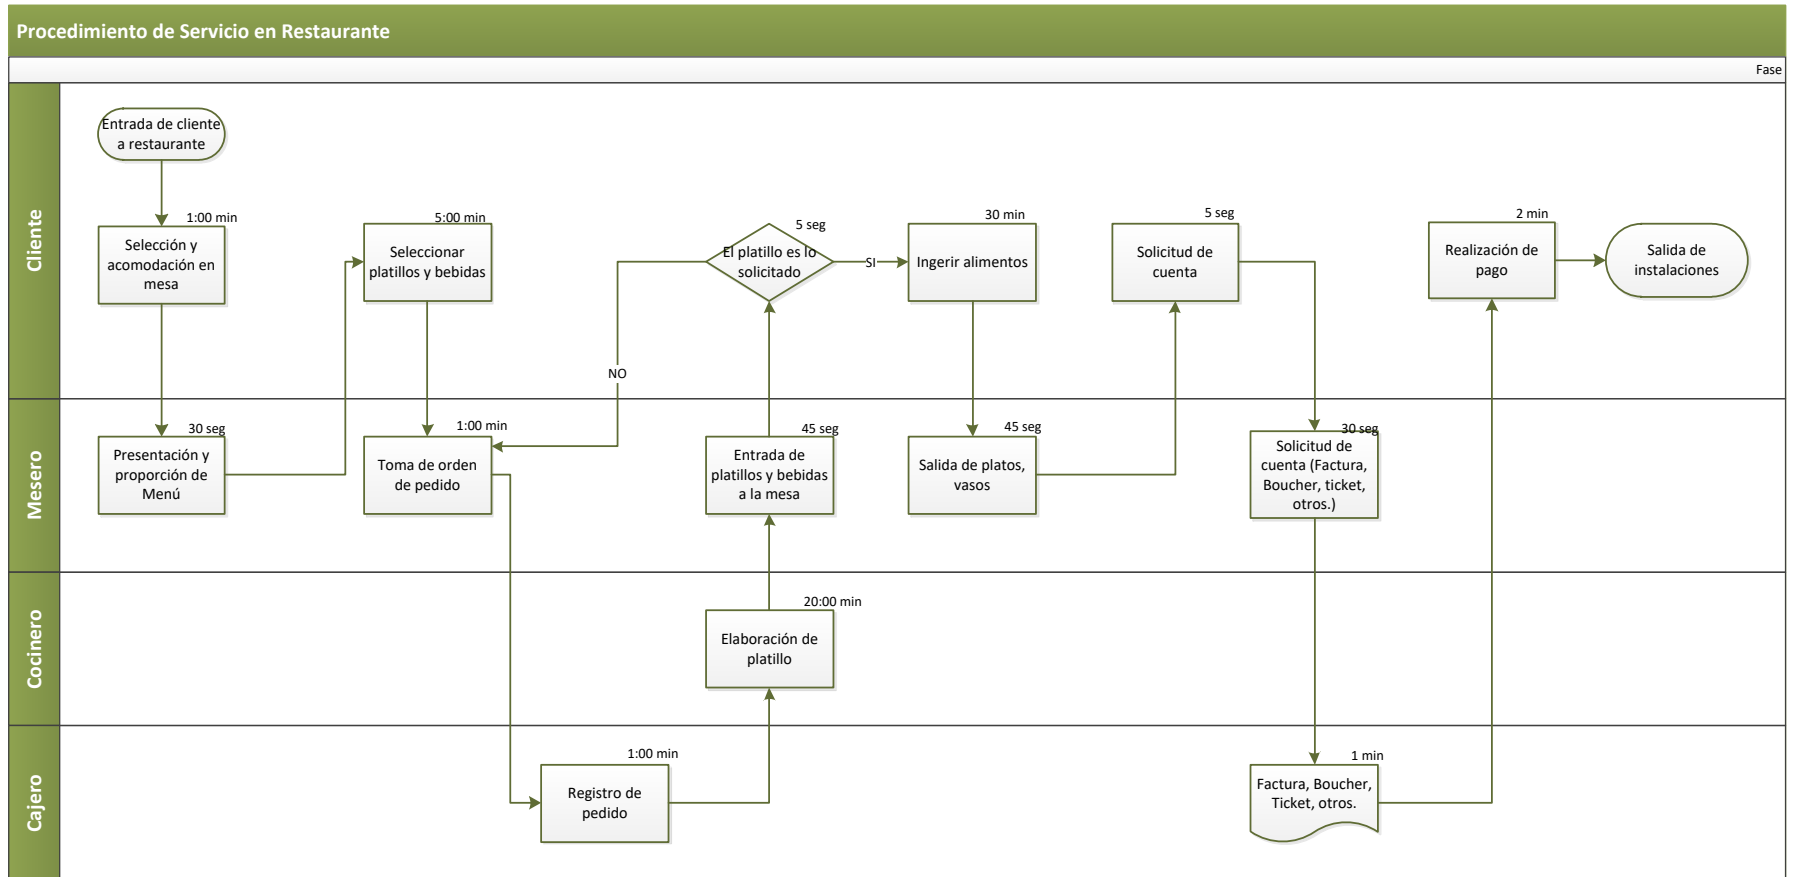 Procedimiento de Servicio en Restaurante
Fase
Cliente
Entrada de cliente
a restaurante
1:00 min
Selección y
acomodación en
mesa
5:00 min
Seleccionar
platillos y bebidas
5 seg
El platillo es lo
solicitado
SI
NO
30 min
Ingerir alimentos
5 seg
Solicitud de
cuenta
2 min
Realización de
pago
Salida de
instalaciones
Mesero
30 seg
Presentación y
proporción de
Menú
1:00 min
Toma de orden
de pedido
45 seg
Entrada de
platillos y bebidas
a la mesa
45 seg
Salida de platos,
vasos
30 seg
Solicitud de
cuenta (Factura,
Boucher, ticket,
otros.)
Cocinero
20:00 min
Elaboración de
platillo
Cajero
1:00 min
Registro de
pedido
1 min
Factura, Boucher,
Ticket, otros.